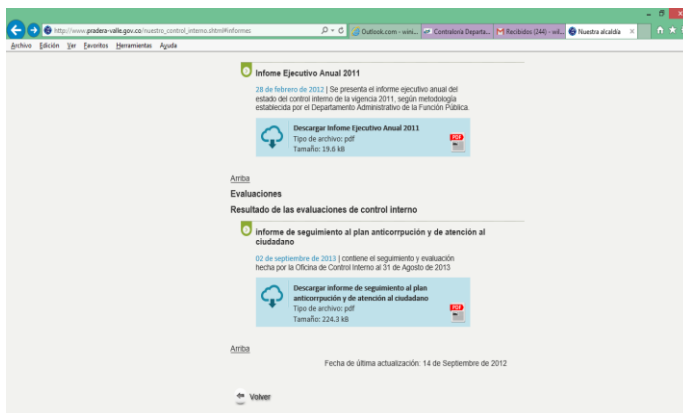 http://www.pradera-valle.gov.co/nuestro_control_interno.shtml#informes
Outlook.com - wini...
Contraloría Departa...
Recibidos (244) - wil...
Nuestra alcaldía
Archivo Edición Ver Favoritos Herramientas Ayuda
Infome Ejecutivo Anual 2011
28 de febrero de 2012 | Se presenta el informe ejecutivo anual del
estado del control interno de la vigencia 2011, según metodología
establecida por el Departamento Administrativo de la Función Pública.
Descargar Infome Ejecutivo Anual 2011
Tipo de archivo: pdf
Tamaño: 19.6 kB
PDF
Arriba
Evaluaciones
Resultado de las evaluaciones de control interno
informe de seguimiento al plan anticorrpución y de atención al
ciudadano
02 de septiembre de 2013 | contiene el seguimiento y evaluación
hecha por la Oficina de Control Interno al 31 de Agosto de 2013
Descargar informe de seguimiento al plan
anticorrpución y de atención al ciudadano
Tipo de archivo: pdf
Tamaño: 224.3 kB
PDF
Arriba
Fecha de última actualización: 14 de Septiembre de 2012
Volver